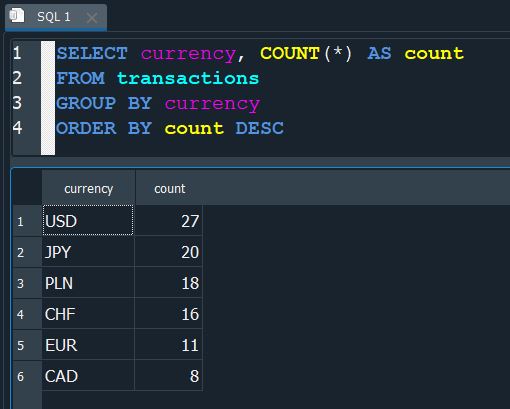 SQL 1
1 SELECT currency, COUNT(*) AS count
2 FROM transactions
3 GROUP BY currency
4 ORDER BY count DESC
currency count
1 USD 27
2 JPY 20
3 PLN 18
4 CHF 16
5 EUR 11
6 CAD 8